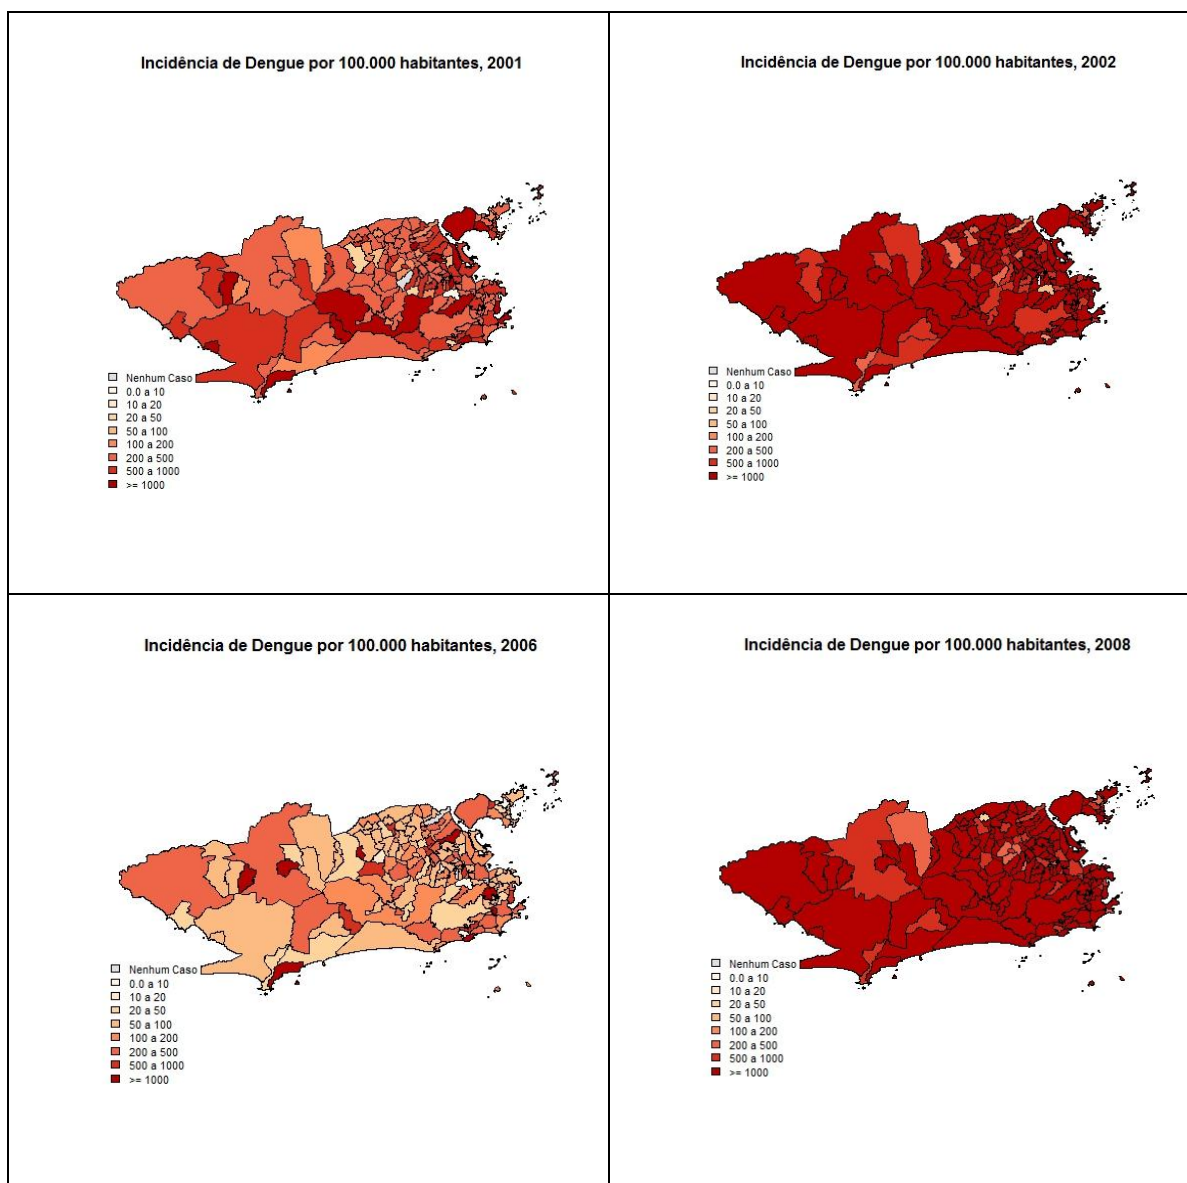 Incidência de Dengue por 100.000 habitantes, 2001
Nenhum Caso
0.0 a 10
10 a 20
20 a 50
50 a 100
100 a 200
200 a 500
500 a 1000
>= 1000
Incidência de Dengue por 100.000 habitantes, 2002
Nenhum Caso
0.0 a 10
10 a 20
20 a 50
50 a 100
100 a 200
200 a 500
500 a 1000
>= 1000
Incidência de Dengue por 100.000 habitantes, 2006
Nenhum Caso
0.0 a 10
10 a 20
20 a 50
50 a 100
100 a 200
200 a 500
500 a 1000
>= 1000
Incidência de Dengue por 100.000 habitantes, 2008
Nenhum Caso
0.0 a 10
10 a 20
20 a 50
50 a 100
100 a 200
200 a 500
500 a 1000
>= 1000